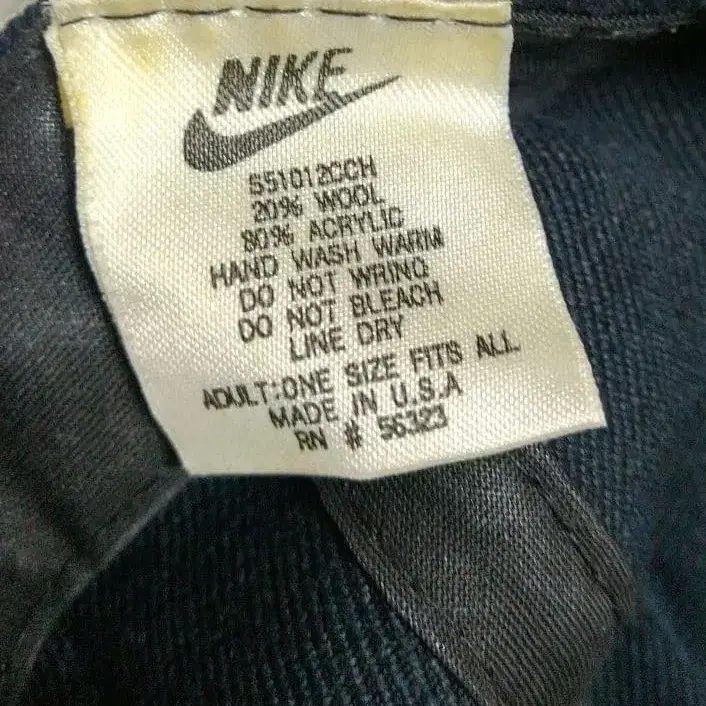 NIKE
S51012CCH
20% WOOL
80% ACRYLIC
HAND WASH WARM
DO NOT WRING
DO NOT BLEACH
LINE DRY
ADULT:ONE SIZE FITS ALL
MADE IN U.S.A
RN # 56323